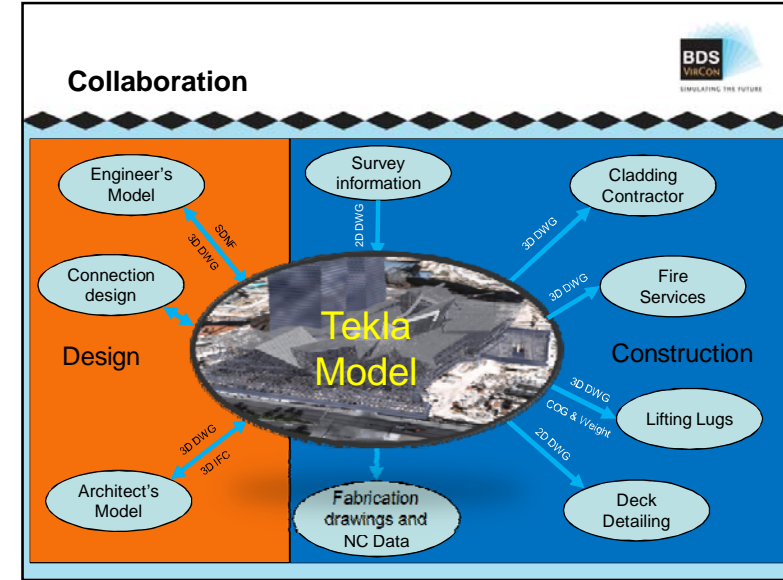 BDS
VIRCON
SIMULATING THE FUTURE
Collaboration
Engineer's
Model
Survey
information
Cladding
Contractor
SDNF
3D DWG
2D DWG
3D DWG
Connection
design
3D DWG
Fire
Services
Tekla
Model
Design
Construction
3D DWG
COG & Weight
Lifting Lugs
3D DWG
3D IFC
2D DWG
Architect's
Model
Fabrication
drawings and
NC Data
Deck
Detailing